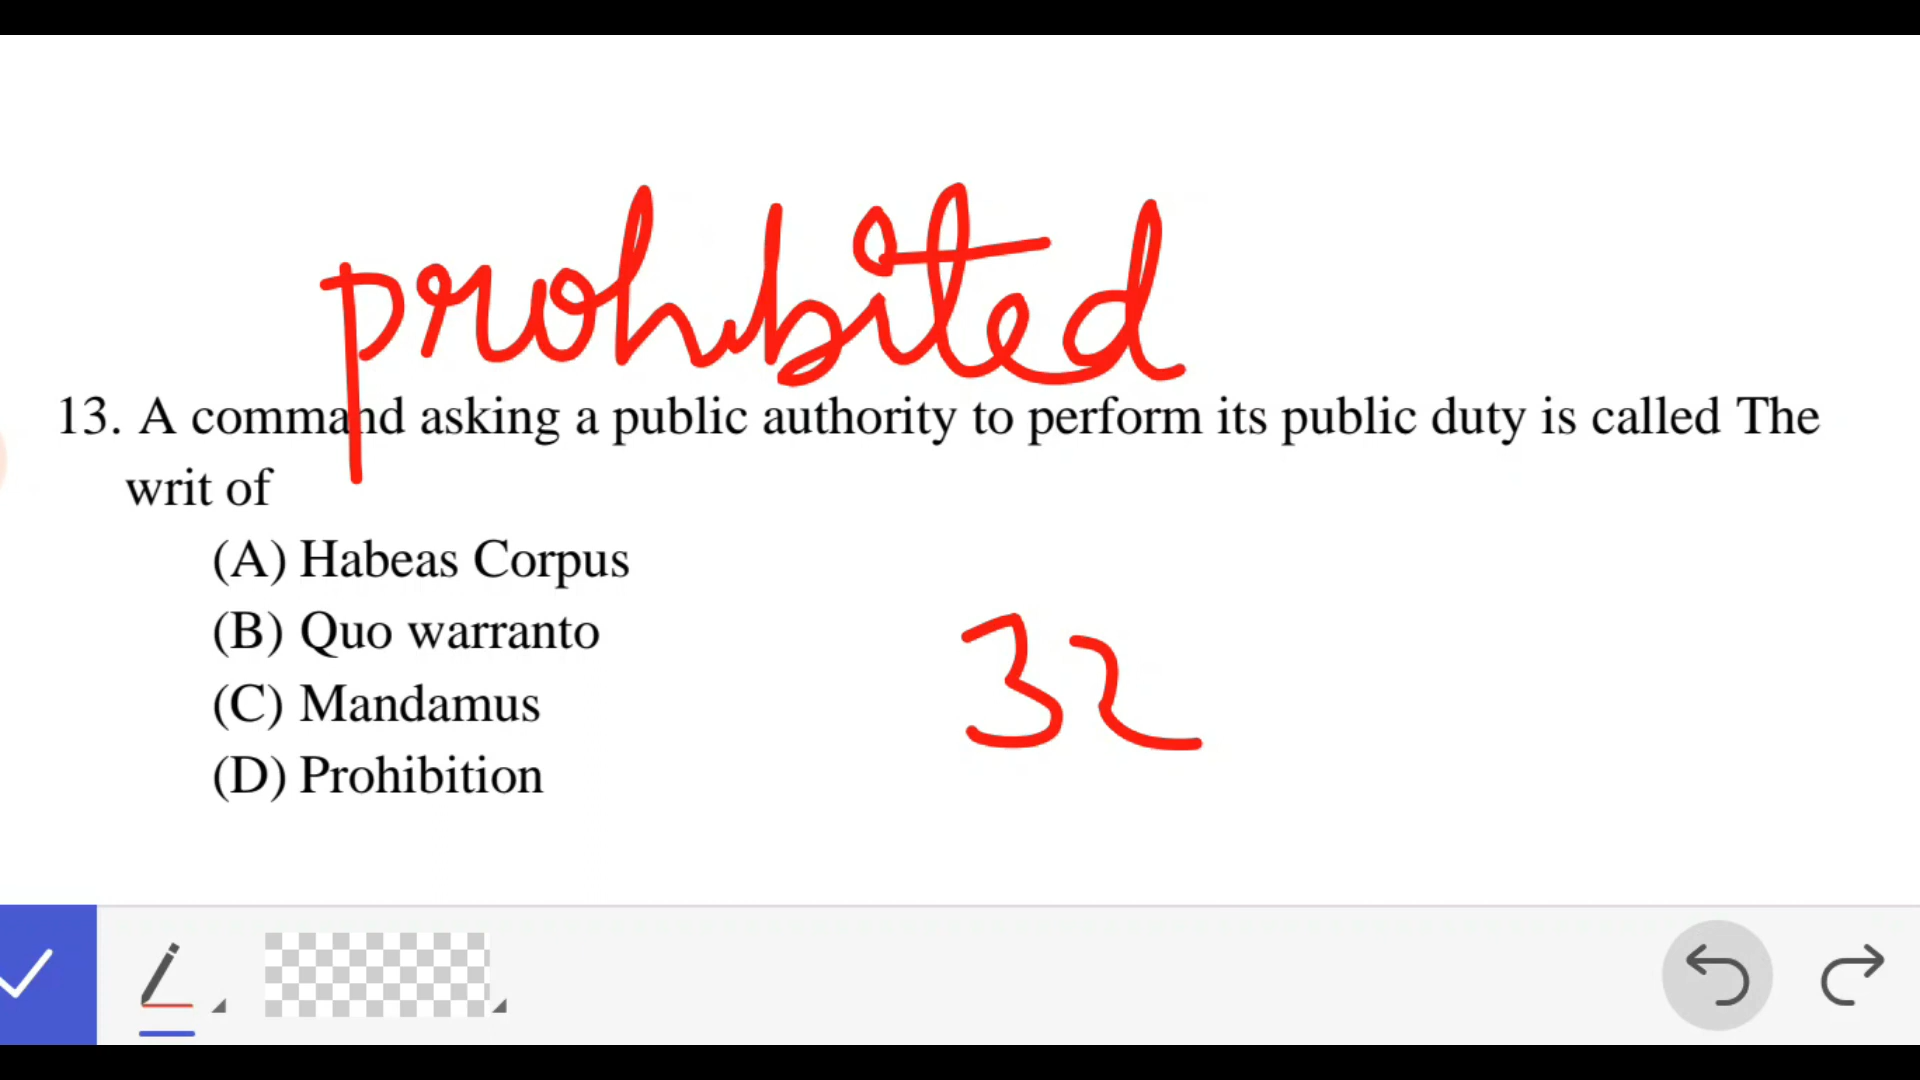 prohibited
13. A command asking a public authority to perform its public duty is called The
writ of
(A) Habeas Corpus
(B) Quo warranto
(C) Mandamus
(D) Prohibition
32